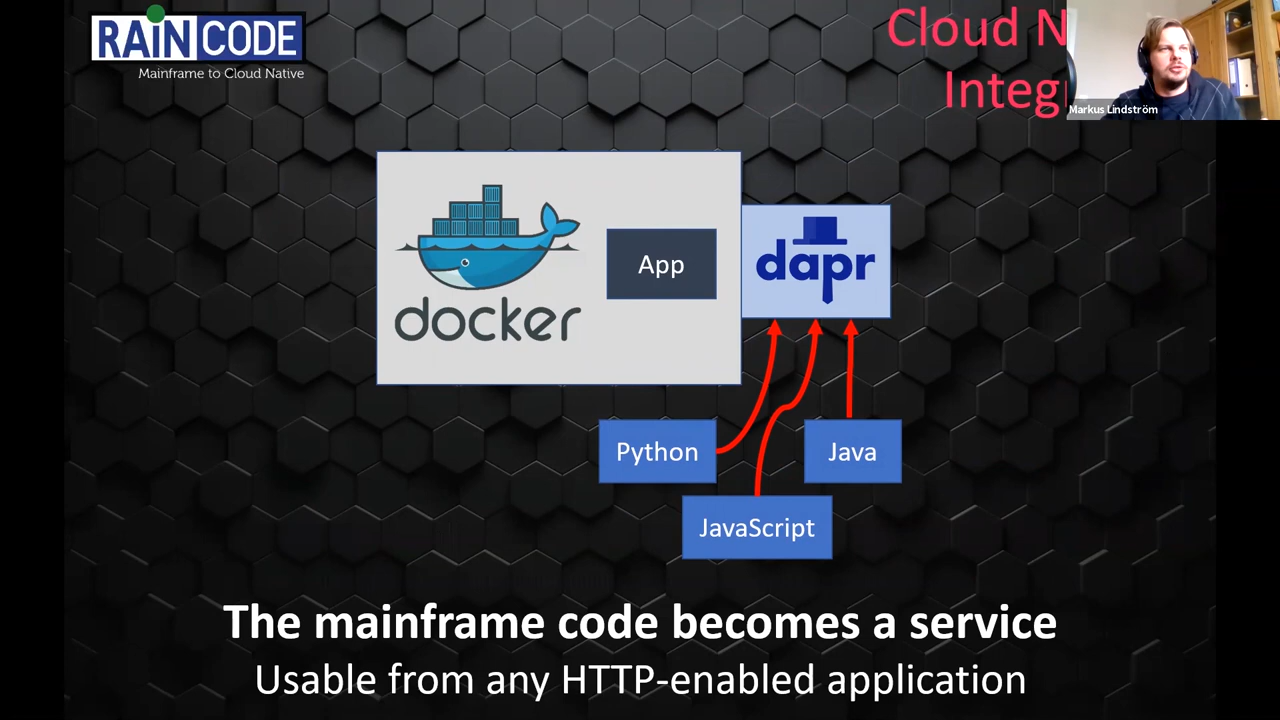 RAINCODE
Mainframe to Cloud Native
Cloud N
Integ
Markus Lindström
docker
App
dapr
Python
Java
JavaScript
The mainframe code becomes a service
Usable from any HTTP-enabled application